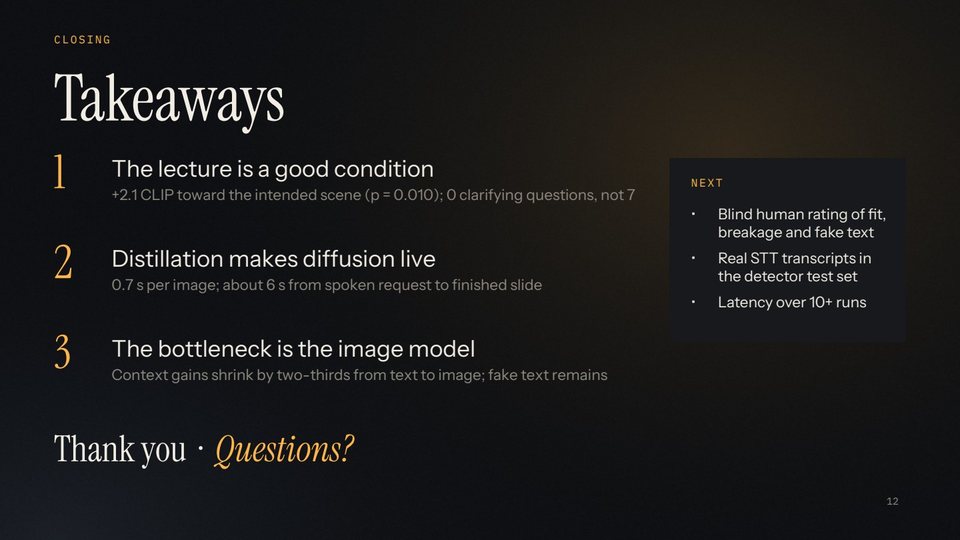 CLOSING
Takeaways
1
The lecture is a good condition
+2.1 CLIP toward the intended scene (p = 0.010); 0 clarifying questions, not 7
2
Distillation makes diffusion live
0.7 s per image; about 6 s from spoken request to finished slide
3
The bottleneck is the image model
Context gains shrink by two-thirds from text to image; fake text remains
NEXT
· Blind human rating of fit,
breakage and fake text
· Real STT transcripts in
the detector test set
· Latency over 10+ runs
Thank you · Questions?
12